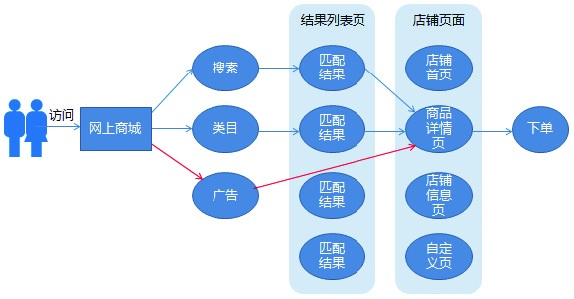 结果列表页
店铺页面
搜索
匹配
结果
店铺
首页
访问
网上商城
类目
匹配
结果
商品
详情
页
下单
广告
匹配
结果
店铺
信息
页
匹配
结果
自定
义页